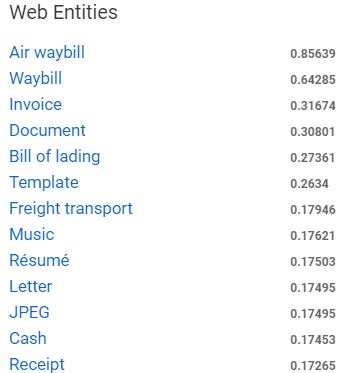 Web Entities
Air waybill 0.85639
Waybill 0.64285
Invoice 0.31674
Document 0.30801
Bill of lading 0.27361
Template 0.2634
Freight transport 0.17946
Music 0.17621
Résumé 0.17503
Letter 0.17495
JPEG 0.17495
Cash 0.17453
Receipt 0.17265